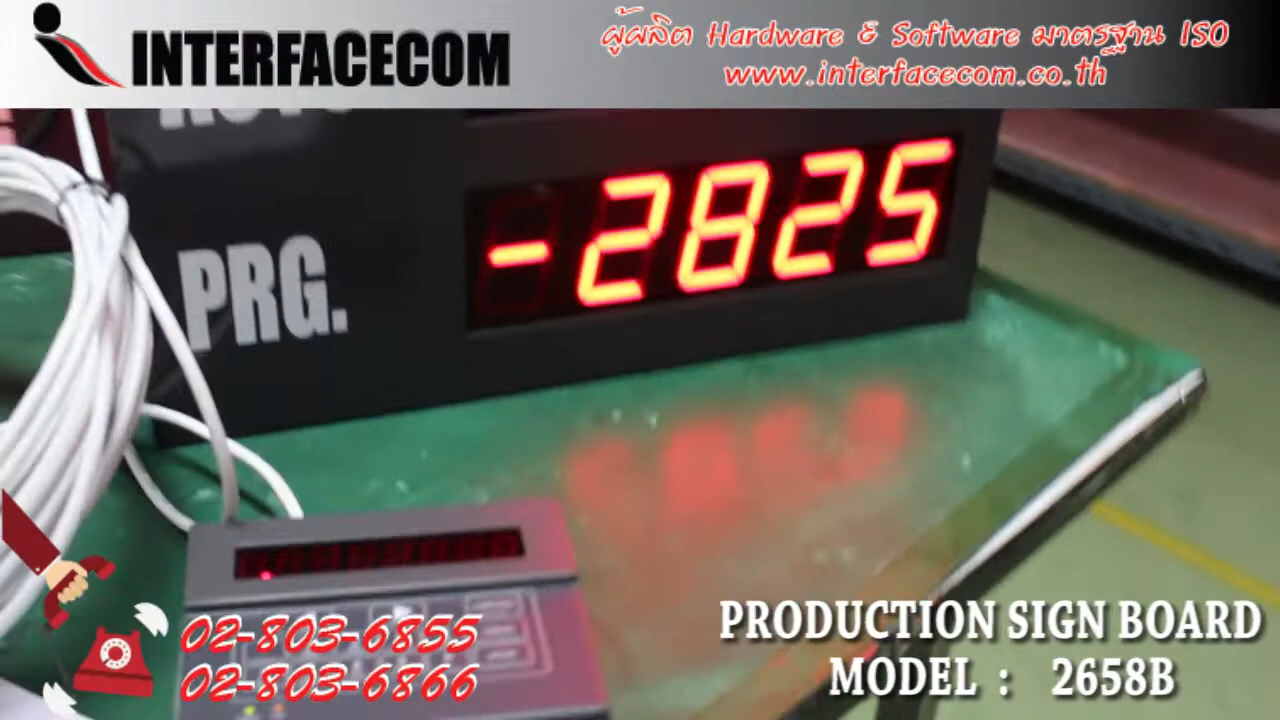 INTERFACECOM
ผู้ผลิต Hardware & Software มาตรฐาน ISO
www.interfacecom.co.th
-2825
PRG.
02-803-6855
02-803-6866
PRODUCTION SIGN BOARD
MODEL : 2658B